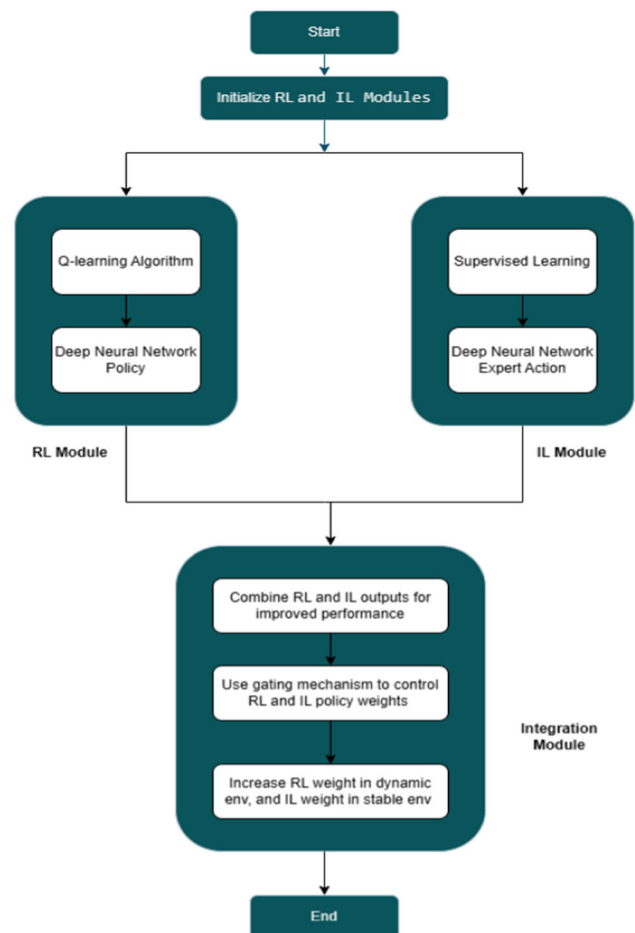 Start
Initialize RL and IL Modules
Q-learning Algorithm
Deep Neural Network
Policy
RL Module
Supervised Learning
Deep Neural Network
Expert Action
IL Module
Combine RL and IL outputs for
improved performance
Use gating mechanism to control
RL and IL policy weights
Increase RL weight in dynamic
env, and IL weight in stable env
Integration
Module
End